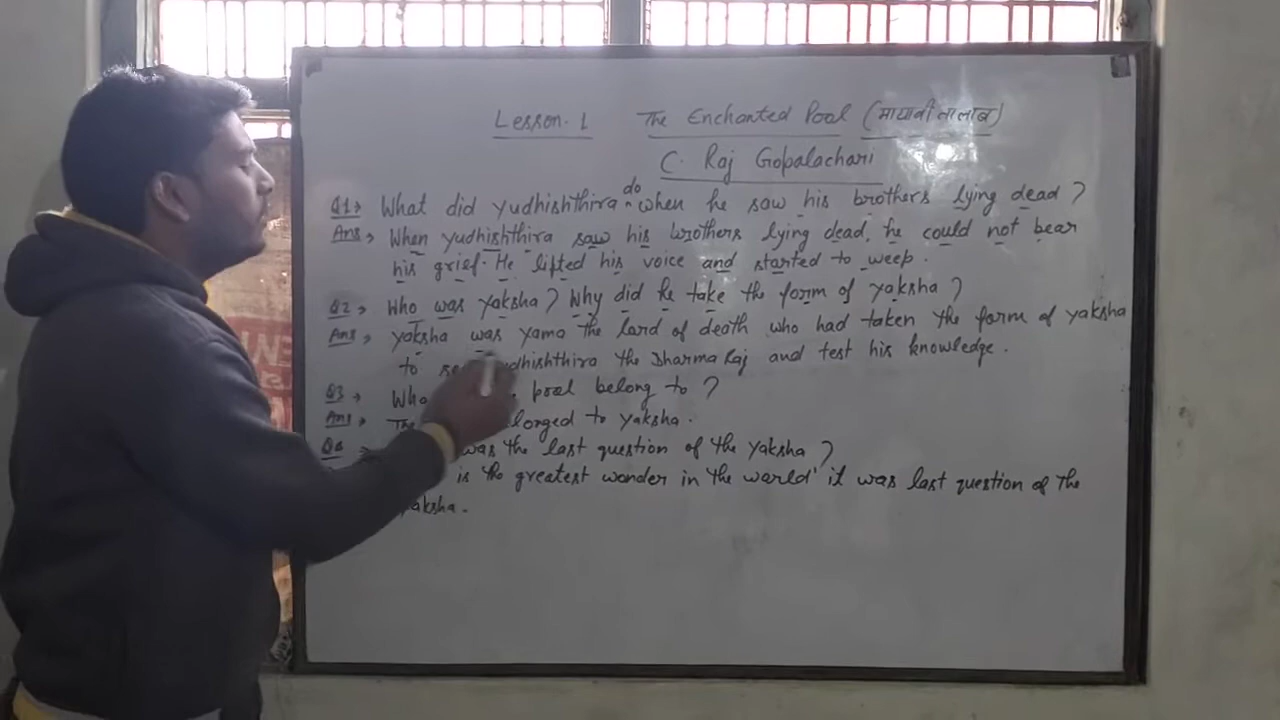 Lesson. 1 The Enchanted Pool (मायावी तालाब)
C. Raj Gopalachari
Q1→ What did yudhishthira do when he saw his brothers lying dead?
Ans→ When yudhishthira saw his brothers lying dead, he could not bear
his grief. He lifted his voice and started to weep.
Q2→ Who was yaksha? Why did he take the form of yaksha?
Ans→ yaksha was yama the lord of death who had taken the form of yaksha
to the Dharma Raj and test his knowledge.
Q3→ pool belong to?
Ans→ to yaksha.
Q4 was the last question of the yaksha?
is the greatest wonder in the world' it was last question of the
yaksha.